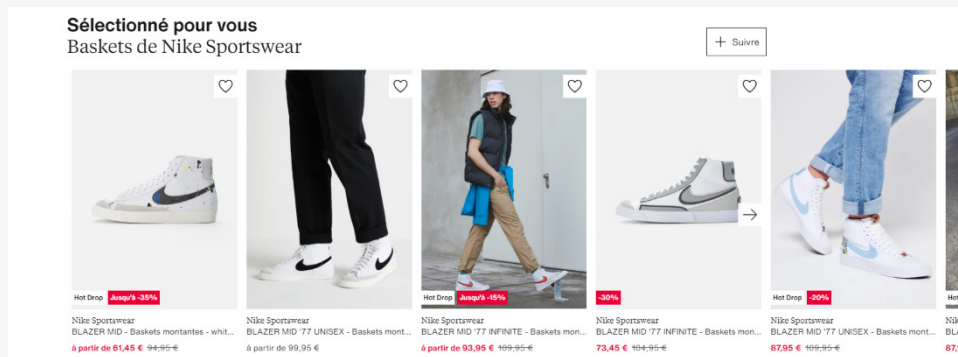 Sélectionné pour vous
Baskets de Nike Sportswear
+ Suivre
Hot Drop Jusqu'à -35%
Nike Sportswear
BLAZER MID - Baskets montantes - whit...
à partir de 61,45 € 94,95 €
Nike Sportswear
BLAZER MID '77 UNISEX - Baskets mont...
à partir de 99,95 €
Hot Drop Jusqu'à -15%
Nike Sportswear
BLAZER MID '77 INFINITE - Baskets mon...
à partir de 93,95 € 109,95 €
-30%
Nike Sportswear
BLAZER MID '77 INFINITE - Baskets mon...
73,45 € 104,95 €
Hot Drop -20%
Nike Sportswear
BLAZER MID '77 UNISEX - Baskets mont...
87,95 € 109,95 €